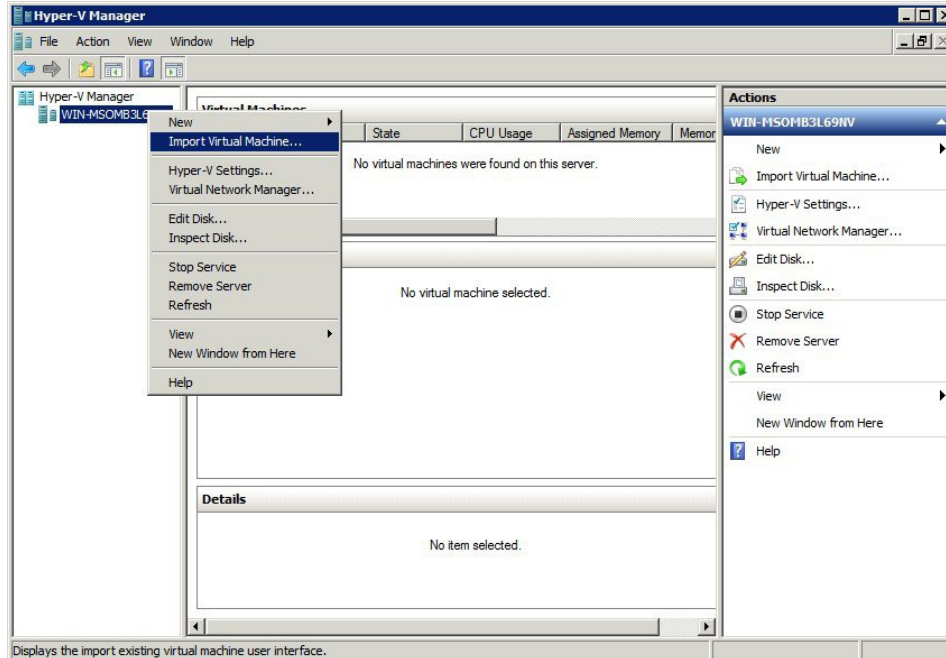 Hyper-V Manager
File Action View Window Help
Hyper-V Manager
WIN-MSOMB3L6
Virtual Machines
State CPU Usage Assigned Memory Memor
No virtual machines were found on this server.
New
Import Virtual Machine...
Hyper-V Settings...
Virtual Network Manager...
Edit Disk...
Inspect Disk...
Stop Service
Remove Server
Refresh
View
New Window from Here
Help
No virtual machine selected.
Details
No item selected.
Actions
WIN-MSOMB3L69NV
New
Import Virtual Machine...
Hyper-V Settings...
Virtual Network Manager...
Edit Disk...
Inspect Disk...
Stop Service
Remove Server
Refresh
View
New Window from Here
Help
Displays the import existing virtual machine user interface.